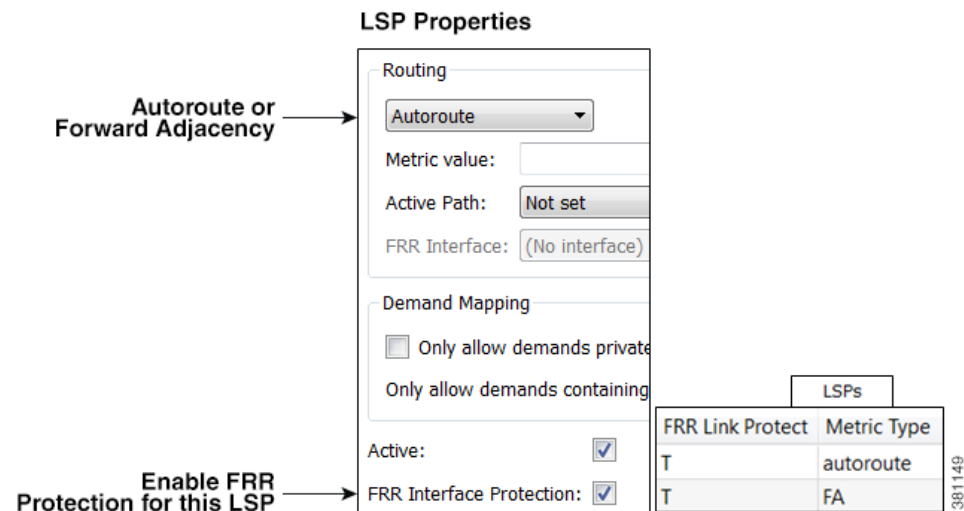 LSP Properties
Routing
Autoroute or
Forward Adjacency
Autoroute
Metric value:
Active Path: Not set
FRR Interface: (No interface)
Demand Mapping
Only allow demands private
Only allow demands containing
Active:
Enable FRR
Protection for this LSP
FRR Interface Protection:
LSPs
FRR Link Protect Metric Type
T autoroute
T FA
381149